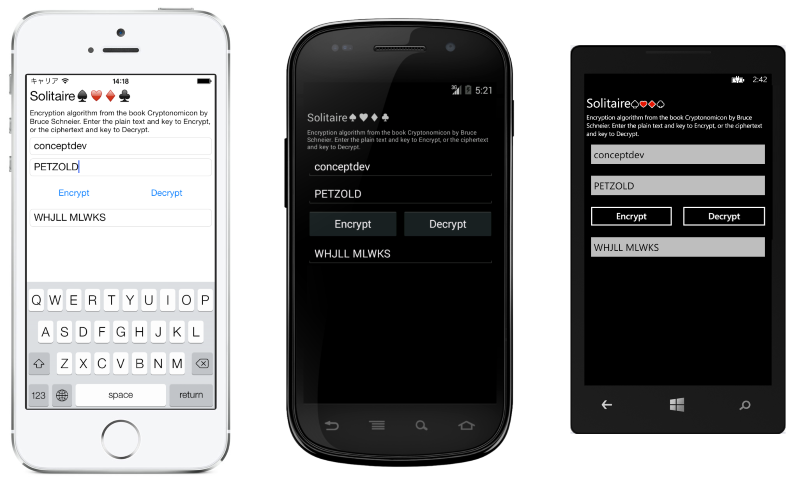 キャリア 14:18
Solitaire♠♥♦♣
Encryption algorithm from the book Cryptonomicon by
Bruce Schneier. Enter the plain text and key to Encrypt,
or the ciphertext and key to Decrypt.
conceptdev
PETZOLD
Encrypt Decrypt
WHJLL MLWKS
Q W E R T Y U I O P
A S D F G H J K L
Z X C V B N M
123 space return
3G 5:21
Solitaire♠♥♦♣
Encryption algorithm from the book Cryptonomicon by Bruce
Schneier. Enter the plain text and key to Encrypt, or the ciphertext
and key to Decrypt.
conceptdev
PETZOLD
Encrypt Decrypt
WHJLL MLWKS
2:42
Solitaire♤♥♦♧
Encryption algorithm from the book Cryptonomicon by Bruce
Schneier. Enter the plain text and key to Encrypt, or the ciphertext
and key to Decrypt.
conceptdev
PETZOLD
Encrypt Decrypt
WHJLL MLWKS